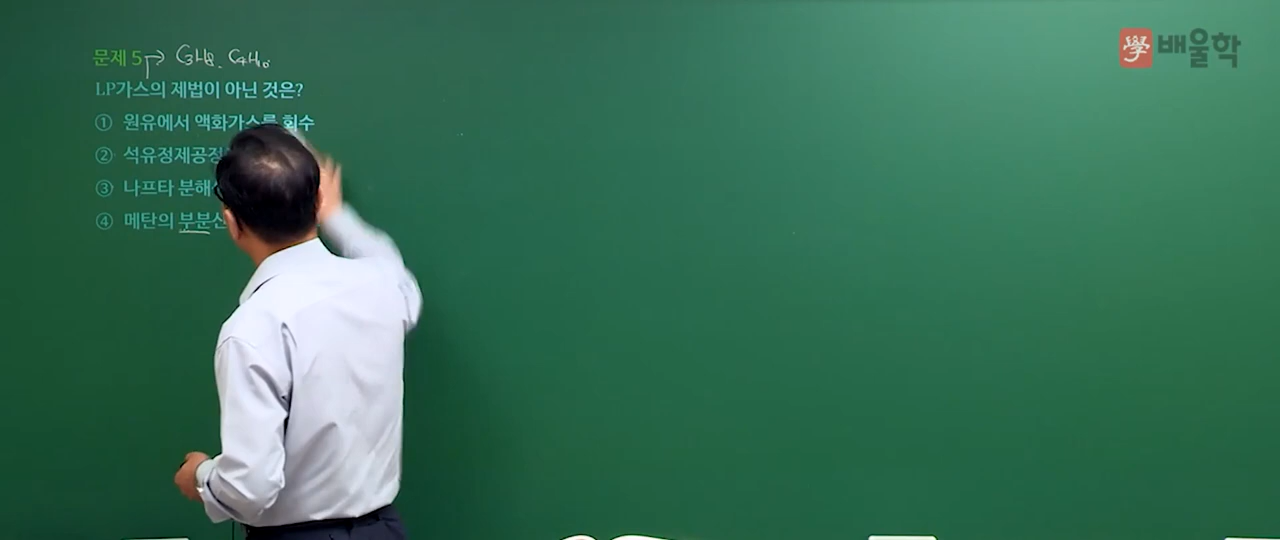 문제 5 → C3H8. C4H10
LP가스의 제법이 아닌 것은?
① 원유에서 액화가스를 회수
② 석유정제공정
③ 나프타 분해
④ 메탄의 부분산
學 배울학